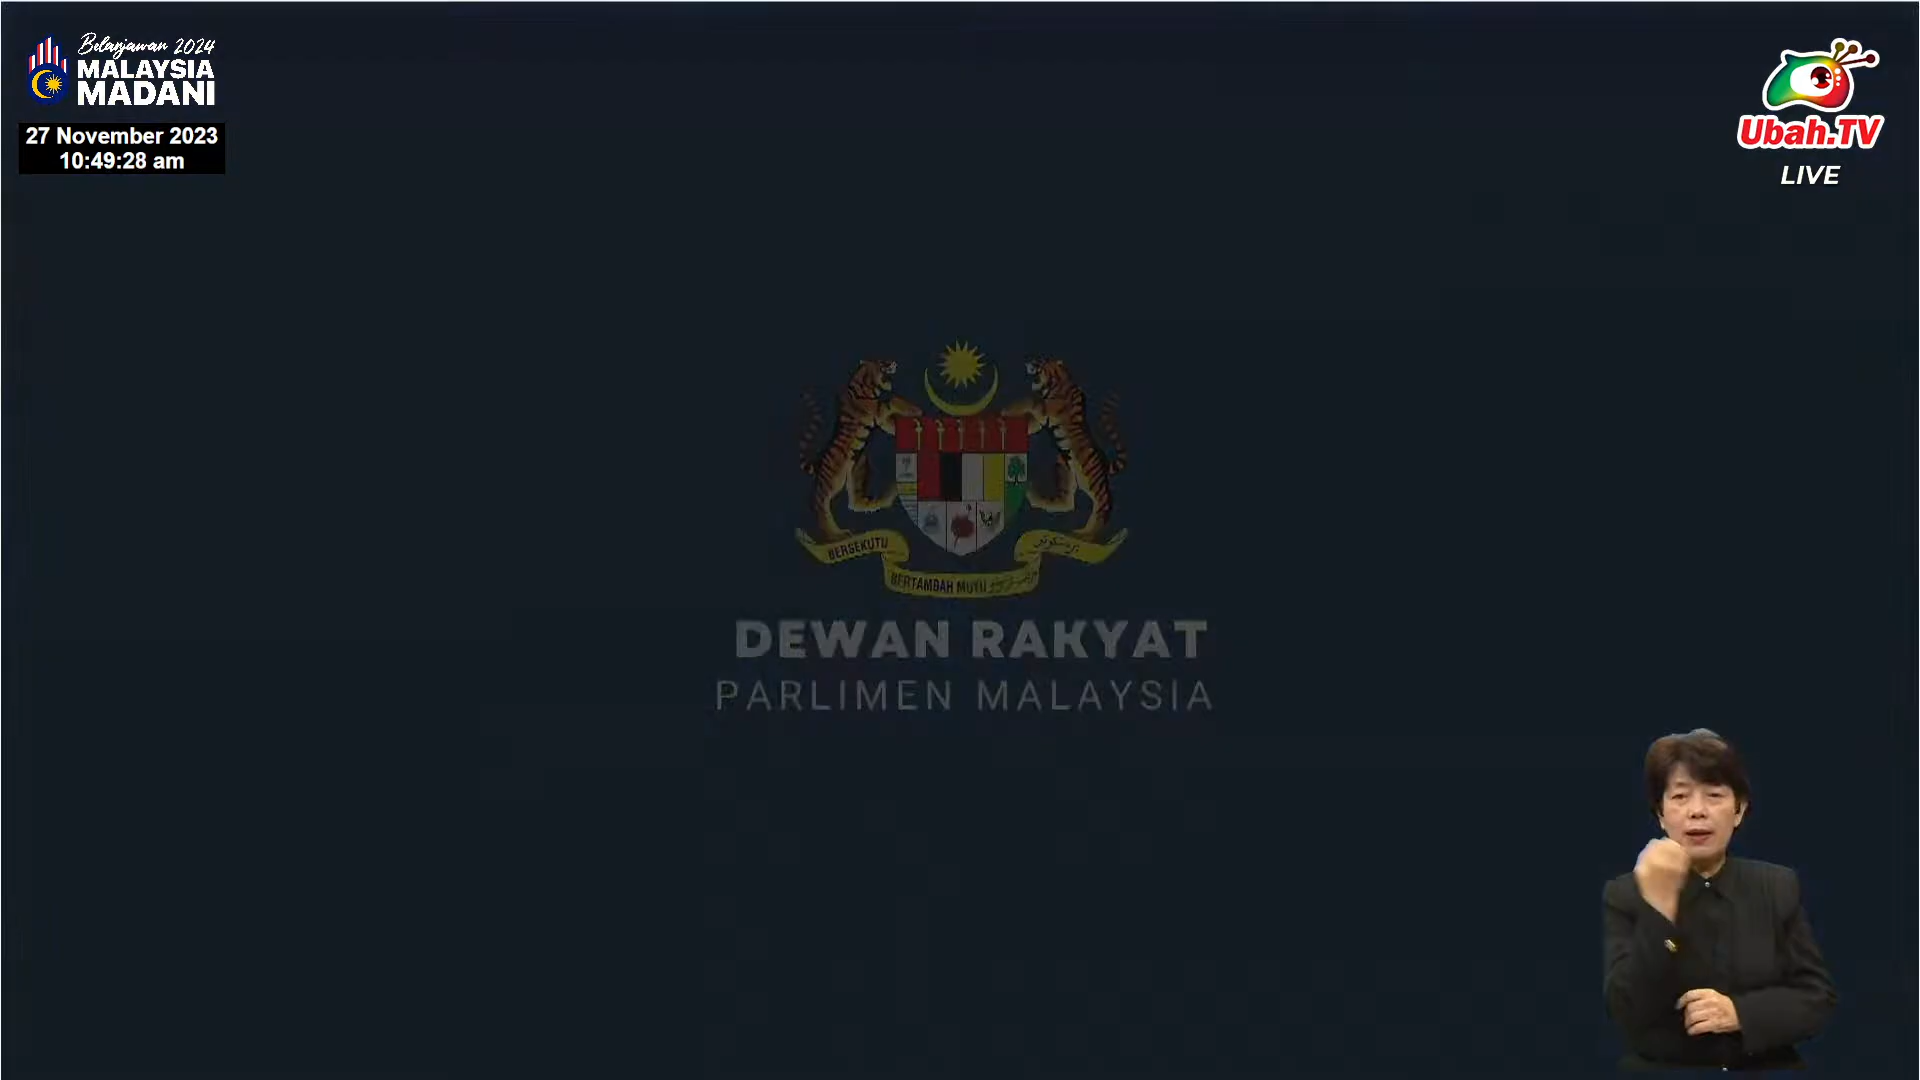 Belanjawan 2024
MALAYSIA
MADANI
27 November 2023
10:49:28 am
Ubah.TV
LIVE
BERSEKUTU
BERTAMBAH MUTU
DEWAN RAKYAT
PARLIMEN MALAYSIA